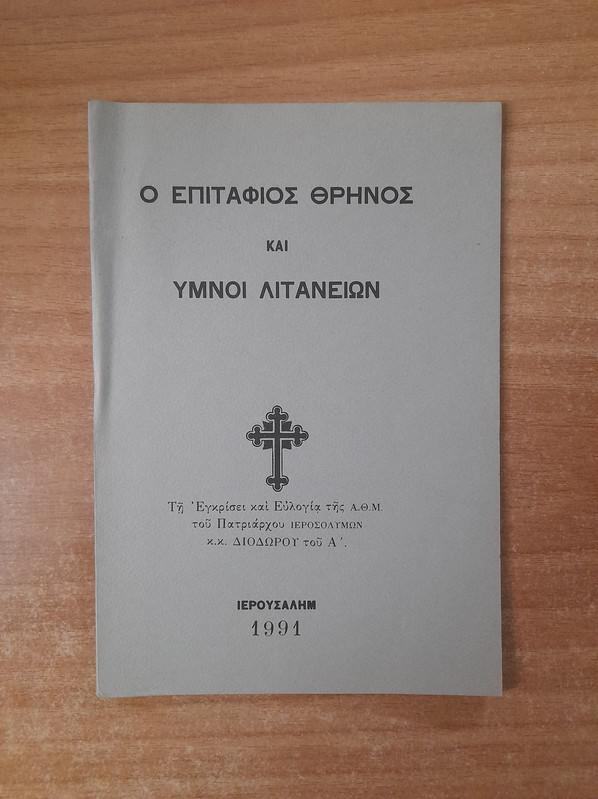 Ο ΕΠΙΤΑΦΙΟΣ ΘΡΗΝΟΣ
ΚΑΙ
ΥΜΝΟΙ ΛΙΤΑΝΕΙΩΝ
Τῇ Ἐγκρίσει καὶ Εὐλογίᾳ τῆς Α.Θ.Μ.
τοῦ Πατριάρχου ΙΕΡΟΣΟΛΥΜΩΝ
κ.κ. ΔΙΟΔΩΡΟΥ τοῦ Α΄.
ΙΕΡΟΥΣΑΛΗΜ
1991